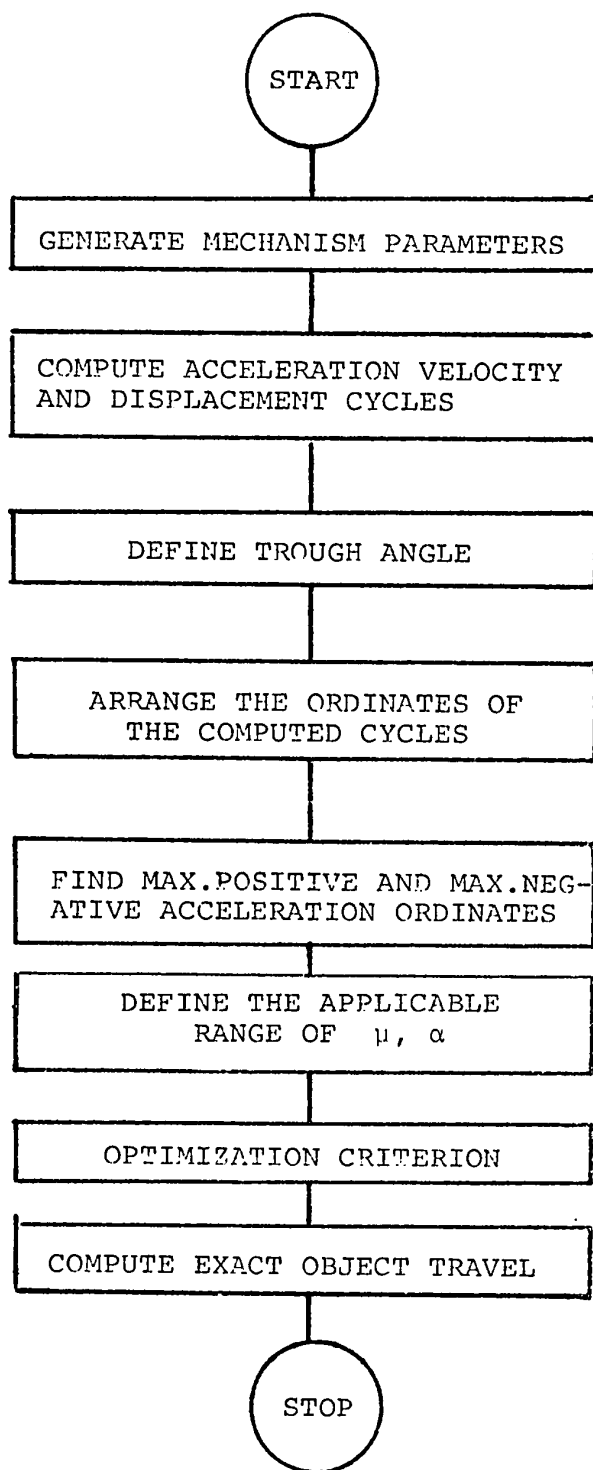 START
GENERATE MECHANISM PARAMETERS
COMPUTE ACCELERATION VELOCITY
AND DISPLACEMENT CYCLES
DEFINE TROUGH ANGLE
ARRANGE THE ORDINATES OF
THE COMPUTED CYCLES
FIND MAX.POSITIVE AND MAX.NEG-
ATIVE ACCELERATION ORDINATES
DEFINE THE APPLICABLE
RANGE OF μ, α
OPTIMIZATION CRITERION
COMPUTE EXACT OBJECT TRAVEL
STOP